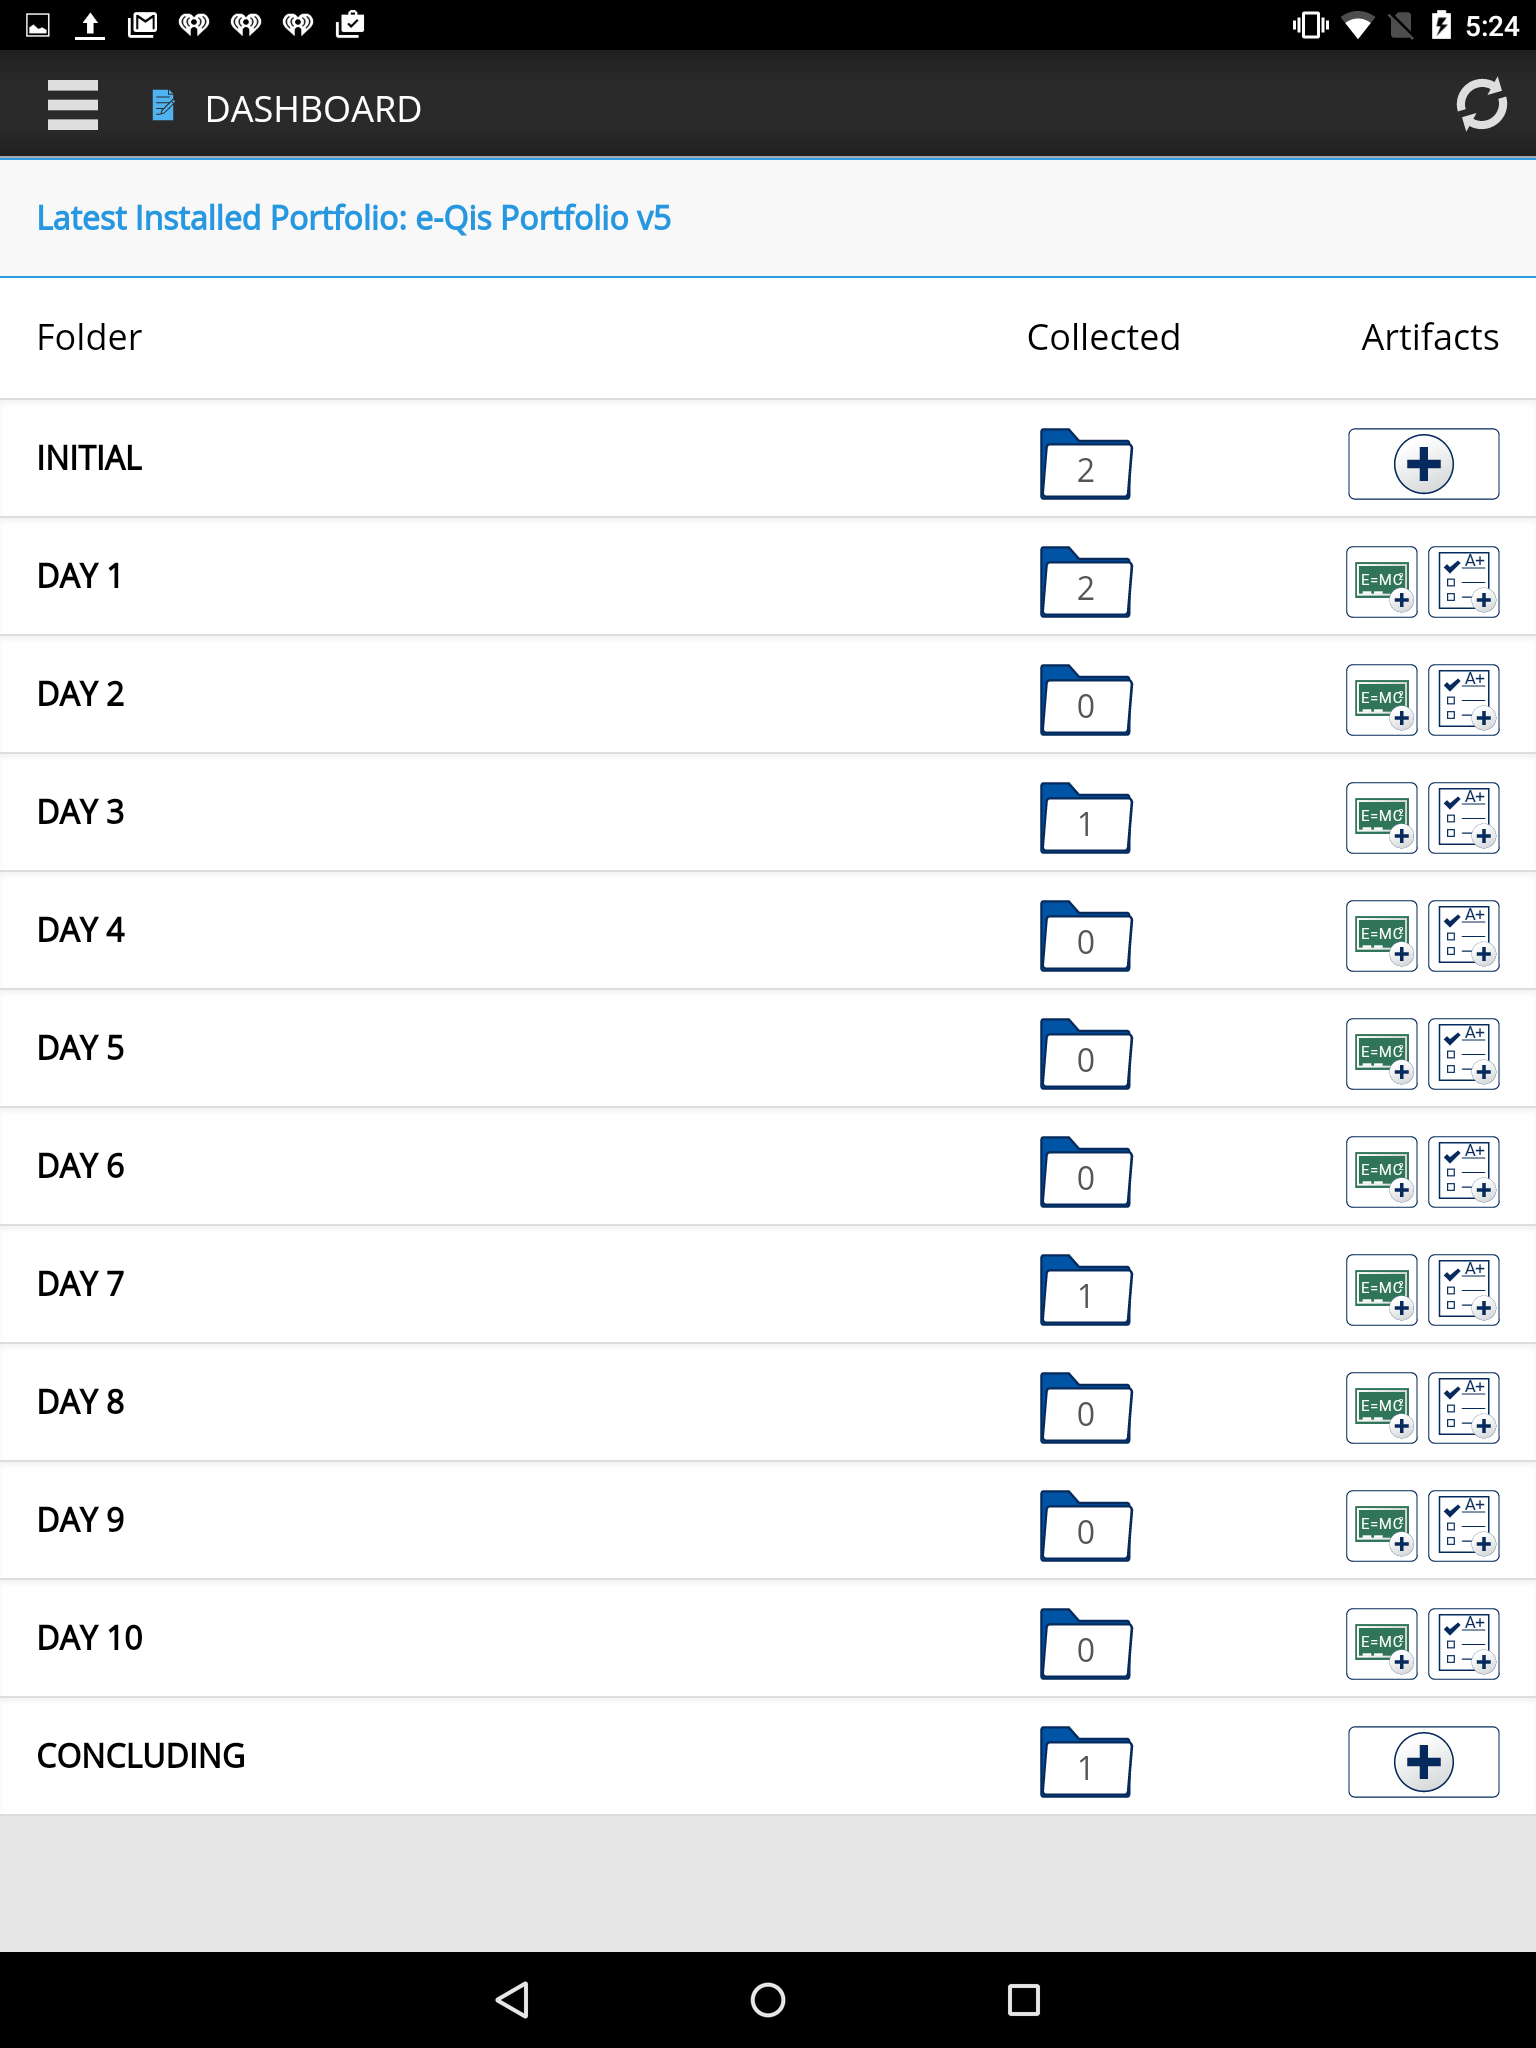 5:24
DASHBOARD
Latest Installed Portfolio: e-Qis Portfolio v5
Folder Collected Artifacts
INITIAL 2
DAY 1 2 E=MC2 A+
DAY 2 0 E=MC2 A+
DAY 3 1 E=MC2 A+
DAY 4 0 E=MC2 A+
DAY 5 0 E=MC2 A+
DAY 6 0 E=MC2 A+
DAY 7 1 E=MC2 A+
DAY 8 0 E=MC2 A+
DAY 9 0 E=MC2 A+
DAY 10 0 E=MC2 A+
CONCLUDING 1